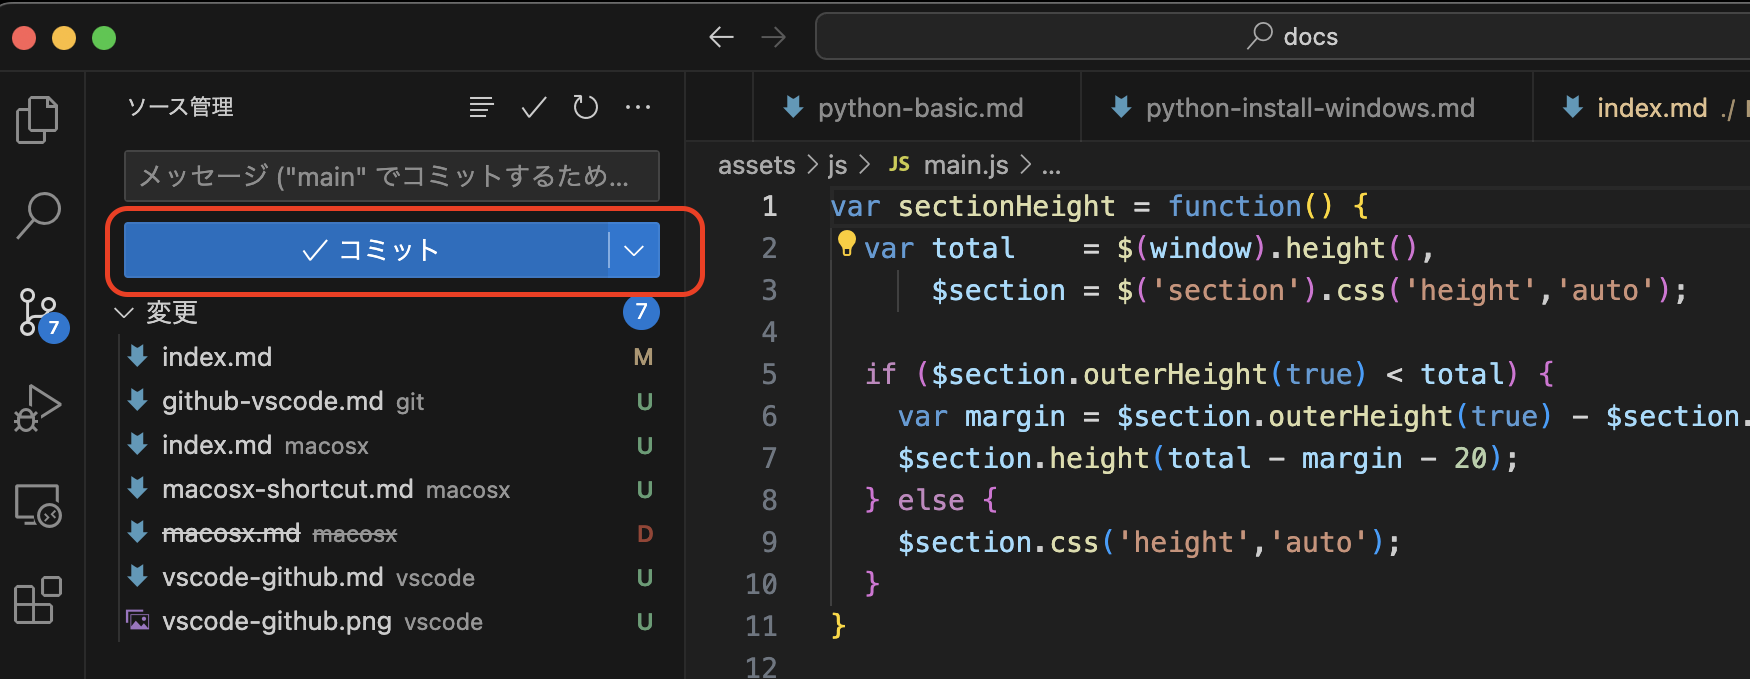 docs
ソース管理
メッセージ ("main" でコミットするため...
コミット
変更 7
7
index.md M
github-vscode.md git U
index.md macosx U
macosx-shortcut.md macosx U
macosx.md macosx D
vscode-github.md vscode U
vscode-github.png vscode U
python-basic.md
python-install-windows.md
index.md ./
assets > js > JS main.js > ...
1 var sectionHeight = function() {
2 var total    = $(window).height(),
3 $section = $('section').css('height','auto');
4
5 if ($section.outerHeight(true) < total) {
6 var margin = $section.outerHeight(true) - $section.
7 $section.height(total - margin - 20);
8 } else {
9 $section.css('height','auto');
10 }
11 }
12